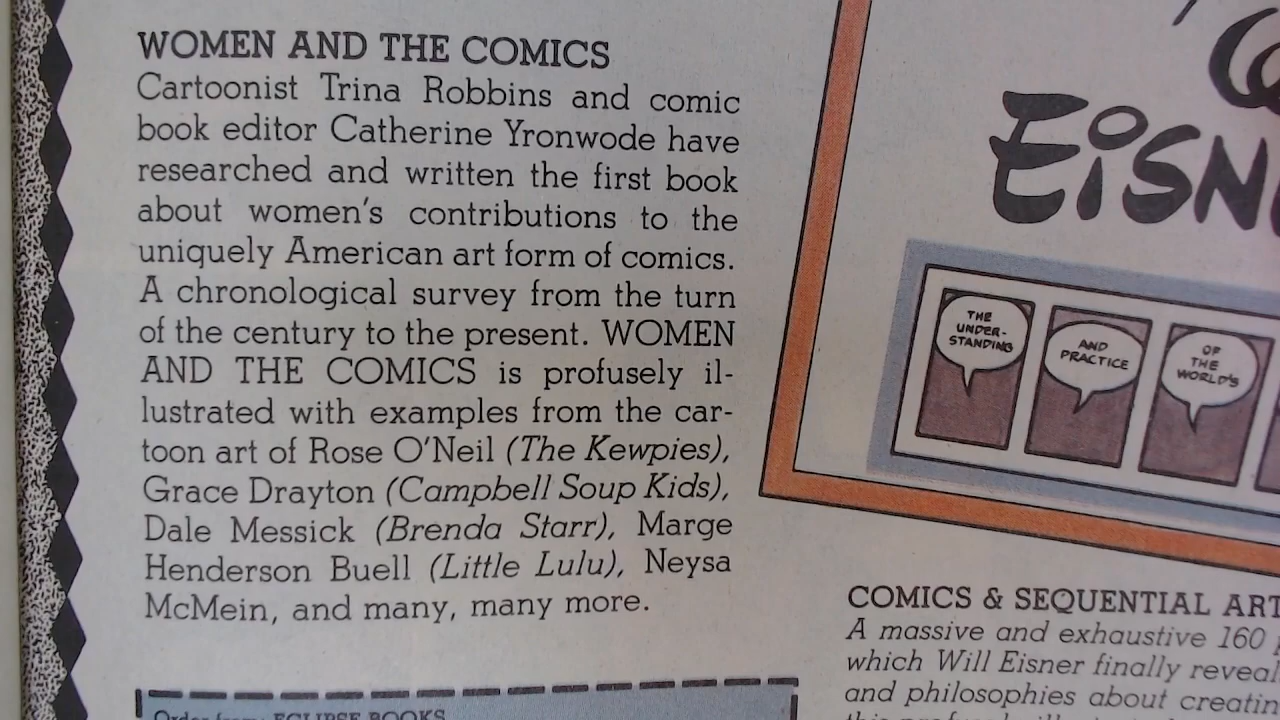 WOMEN AND THE COMICS
Cartoonist Trina Robbins and comic
book editor Catherine Yronwode have
researched and written the first book
about women's contributions to the
uniquely American art form of comics.
A chronological survey from the turn
of the century to the present. WOMEN
AND THE COMICS is profusely il-
lustrated with examples from the car-
toon art of Rose O'Neil (The Kewpies),
Grace Drayton (Campbell Soup Kids),
Dale Messick (Brenda Starr), Marge
Henderson Buell (Little Lulu), Neysa
McMein, and many, many more.
Order from: ECLIPSE BOOKS
EISN
THE
UNDER-
STANDING
AND
PRACTICE
OF
THE
WORLD'S
COMICS & SEQUENTIAL ART
A massive and exhaustive 160
which Will Eisner finally reveal
and philosophies about creatin